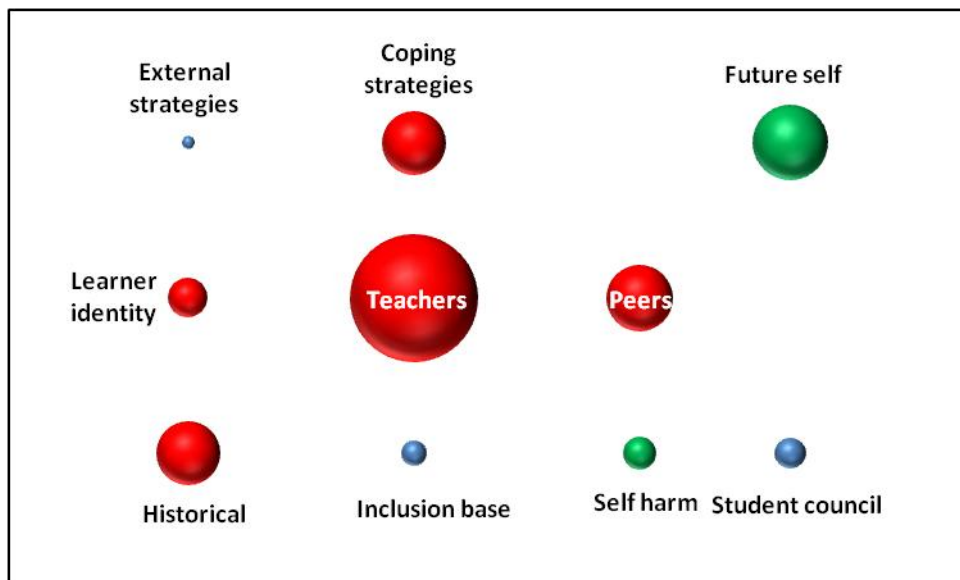 External
strategies
Coping
strategies
Future self
Learner
identity
Teachers
Peers
Historical
Inclusion base
Self harm
Student council